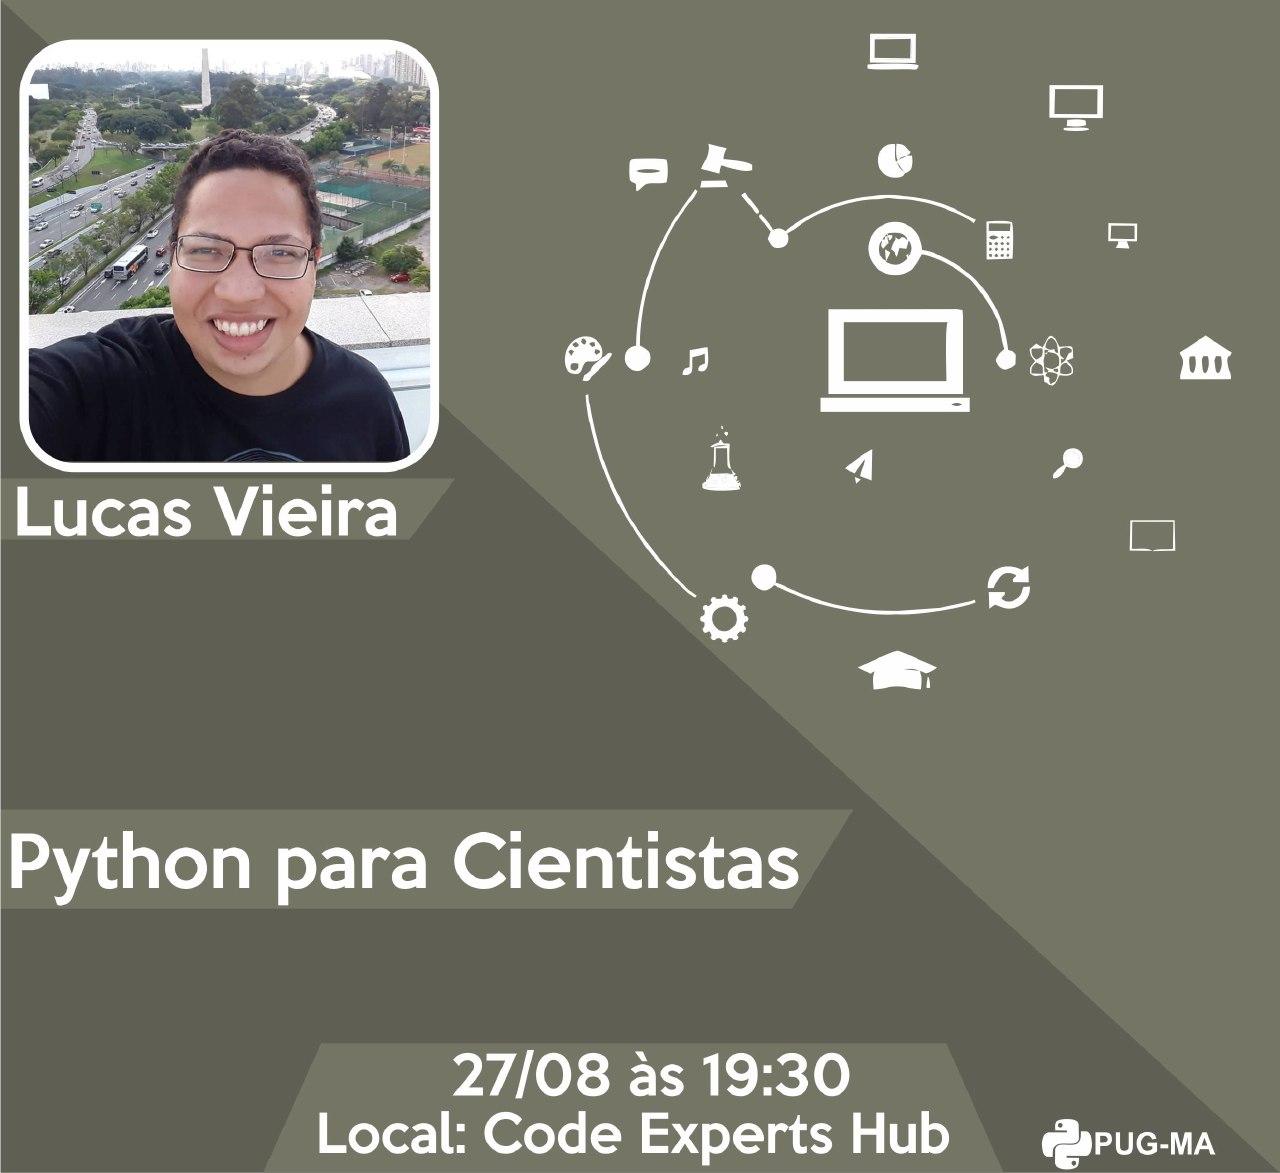 Lucas Vieira
Python para Cientistas
27/08 às 19:30
Local: Code Experts Hub
PUG-MA